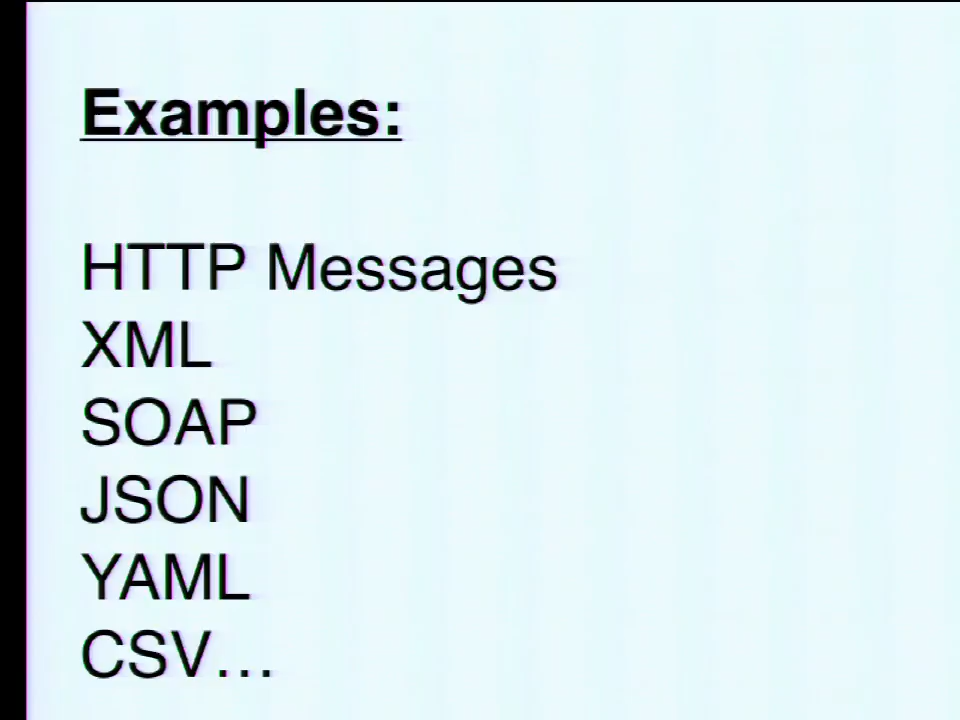 Examples:
HTTP Messages
XML
SOAP
JSON
YAML
CSV…